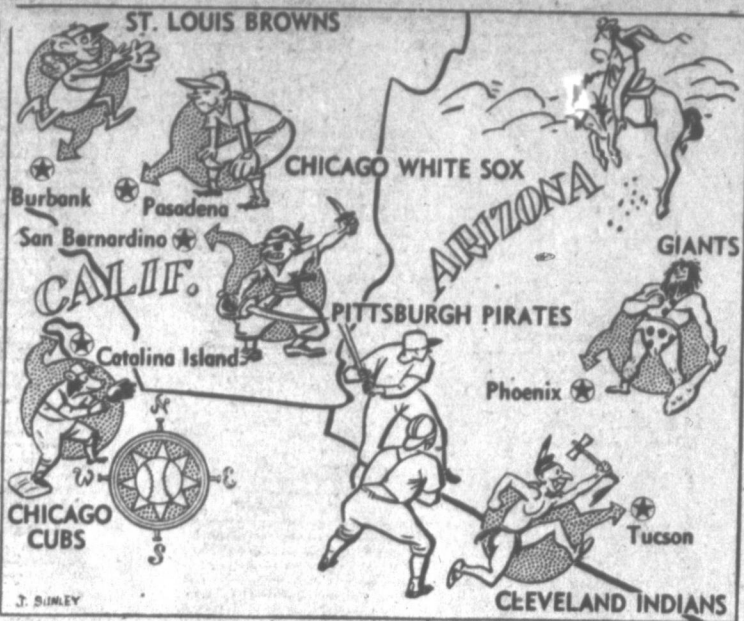 ST. LOUIS BROWNS
CHICAGO WHITE SOX
Burbank
Pasadena
San Bernardino
ARIZONA
GIANTS
CALIF.
PITTSBURGH PIRATES
Catalina Island
Phoenix
N
W
E
S
CHICAGO
CUBS
Tucson
CLEVELAND INDIANS